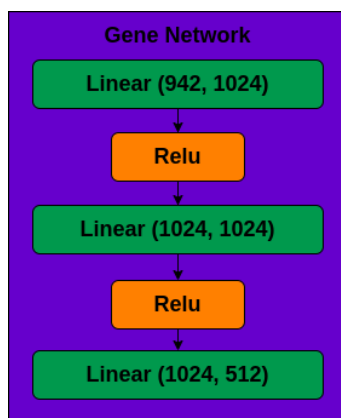 Gene Network
Linear (942, 1024)
Relu
Linear (1024, 1024)
Relu
Linear (1024, 512)